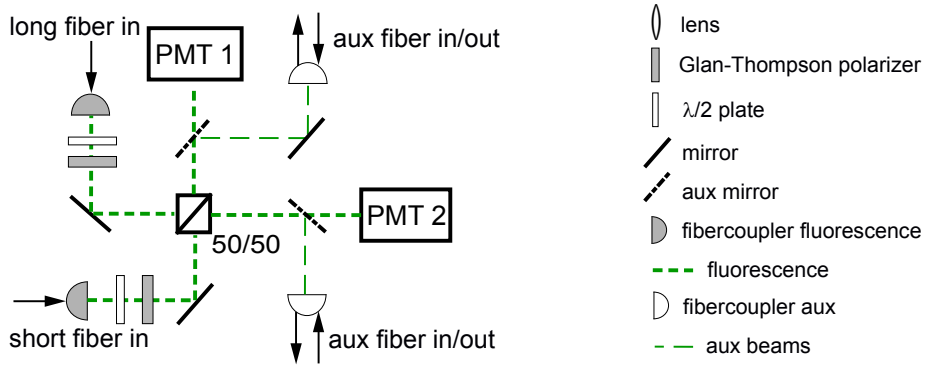 long fiber in
PMT 1
aux fiber in/out
PMT 2
50/50
short fiber in
aux fiber in/out
lens
Glan-Thompson polarizer
λ/2 plate
mirror
aux mirror
fibercoupler fluorescence
fluorescence
fibercoupler aux
aux beams